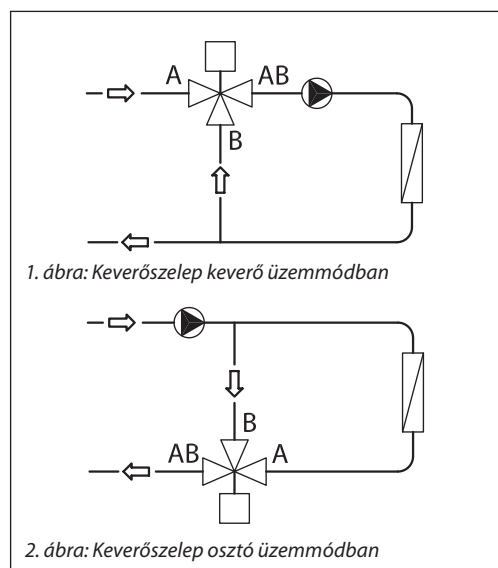 A AB
B
1. ábra: Keverőszelep keverő üzemmódban
B
AB A
2. ábra: Keverőszelep osztó üzemmódban